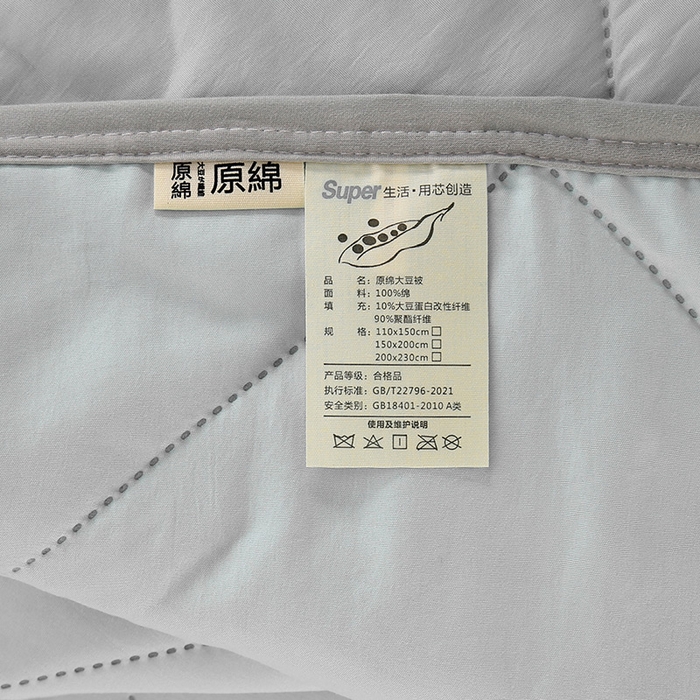 原綿
原綿
Super 生活·用芯创造
品 名：原绵大豆被
面 料：100%绵
填 充：10%大豆蛋白改性纤维
90%聚酯纤维
规 格：110x150cm
150x200cm
200x230cm
产品等级：合格品
执行标准：GB/T22796-2021
安全类别：GB18401-2010 A类
使用及维护说明